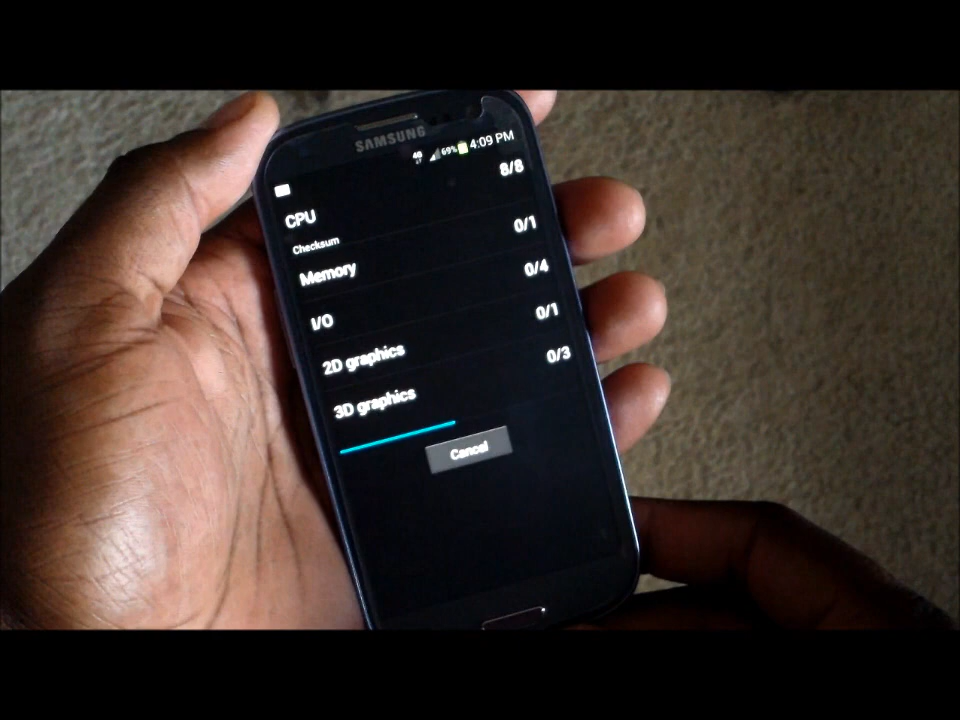 SAMSUNG
4G 69% 4:09 PM
CPU 8/8
Checksum
Memory 0/1
I/O 0/4
2D graphics 0/1
3D graphics 0/3
Cancel